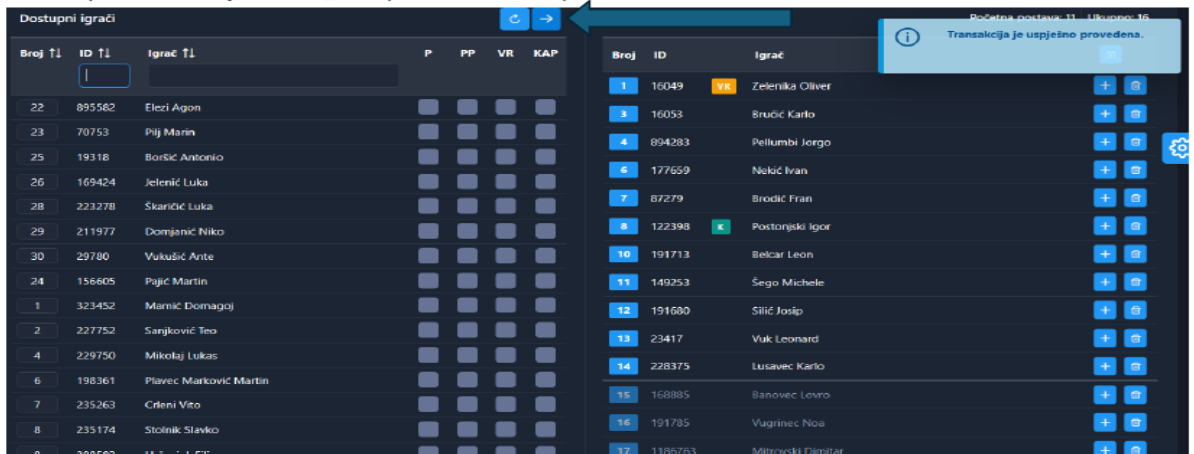 Dostupni igrači
Broj ID Igrač P PP VR KAP
22 895582 Elezi Agon
23 70753 Pilj Marin
25 19318 Boršić Antonio
26 169424 Jelenić Luka
28 223278 Škaričić Luka
29 211977 Domjanić Niko
30 29780 Vukušić Ante
24 156605 Pajić Martin
1 323452 Mamić Domagoj
2 227752 Sanjković Teo
4 229750 Mikolaj Lukas
6 198361 Plavec Marković Martin
7 235263 Crleni Vito
8 235174 Stolnik Slavko
Početna postava: 11 Ukupno: 16
Transakcija je uspješno provedena.
Broj ID Igrač
1 16049 VR Zelenika Oliver
3 16053 Bručić Karlo
4 894283 Pellumbi Jorgo
6 177659 Nekić Ivan
7 87279 Brodić Fran
8 122398 K Postonjski Igor
10 191713 Belcar Leon
11 149253 Šego Michele
12 191680 Silić Josip
13 23417 Vuk Leonard
14 228375 Lusavec Karlo
15 168885 Banovec Lovro
16 191785 Vugrinec Noa
17 1186763 Mitrovski Dimitar